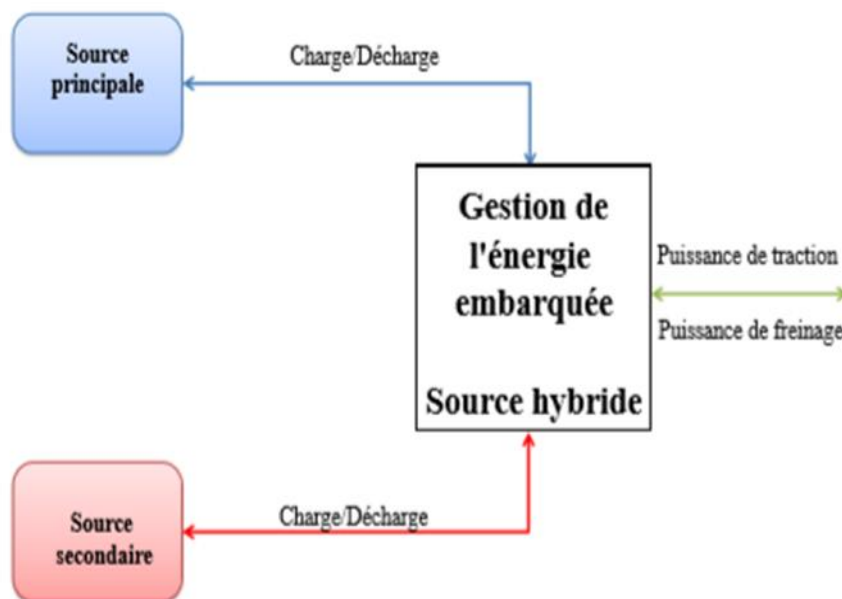 Source
principale
Charge/Décharge
Gestion de
l'énergie
embarquée
Source hybride
Puissance de traction
Puissance de freinage
Source
secondaire
Charge/Décharge